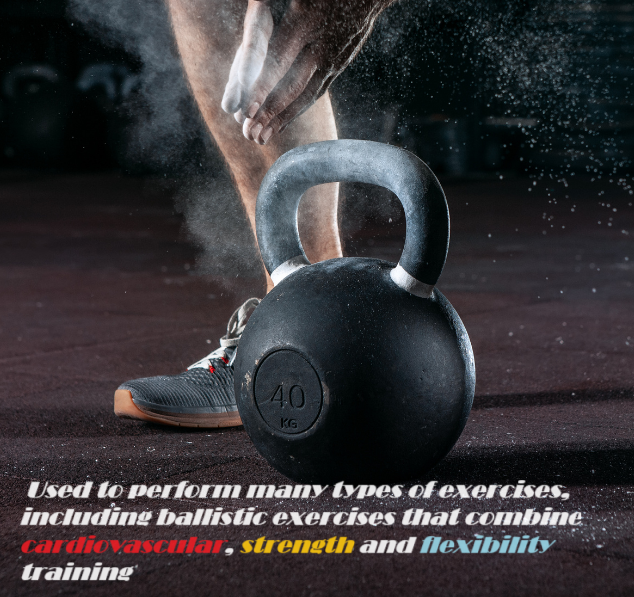 40
KG
Used to perform many types of exercises,
including ballistic exercises that combine
cardiovascular, strength and flexibility
training